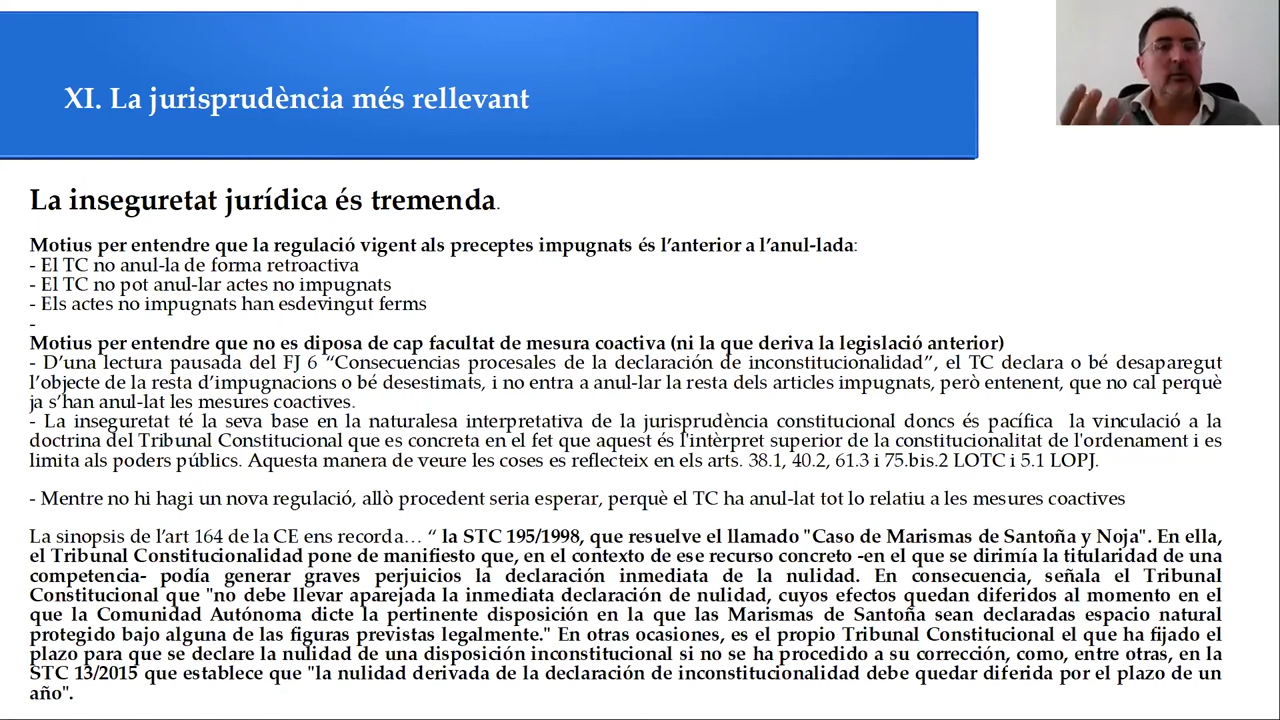 XI. La jurisprudència més rellevant
La inseguretat jurídica és tremenda.
Motius per entendre que la regulació vigent als preceptes impugnats és l’anterior a l’anul-lada:
- El TC no anul-la de forma retroactiva
- El TC no pot anul-lar actes no impugnats
- Els actes no impugnats han esdevingut ferms
-
Motius per entendre que no es diposa de cap facultat de mesura coactiva (ni la que deriva la legislació anterior)
- D’una lectura pausada del FJ 6 “Consecuencias procesales de la declaración de inconstitucionalidad”, el TC declara o bé desaparegut
l’objecte de la resta d’impugnacions o bé desestimats, i no entra a anul-lar la resta dels articles impugnats, però entenent, que no cal perquè
ja s’han anul-lat les mesures coactives.
- La inseguretat té la seva base en la naturalesa interpretativa de la jurisprudència constitucional doncs és pacífica la vinculació a la
doctrina del Tribunal Constitucional que es concreta en el fet que aquest és l'intèrpret superior de la constitucionalitat de l'ordenament i es
limita als poders públics. Aquesta manera de veure les coses es reflecteix en els arts. 38.1, 40.2, 61.3 i 75.bis.2 LOTC i 5.1 LOPJ.
- Mentre no hi hagi un nova regulació, allò procedent seria esperar, perquè el TC ha anul-lat tot lo relatiu a les mesures coactives
La sinopsis de l’art 164 de la CE ens recorda… “ la STC 195/1998, que resuelve el llamado "Caso de Marismas de Santoña y Noja". En ella,
el Tribunal Constitucionalidad pone de manifiesto que, en el contexto de ese recurso concreto -en el que se dirimía la titularidad de una
competencia- podía generar graves perjuicios la declaración inmediata de la nulidad. En consecuencia, señala el Tribunal
Constitucional que "no debe llevar aparejada la inmediata declaración de nulidad, cuyos efectos quedan diferidos al momento en el
que la Comunidad Autónoma dicte la pertinente disposición en la que las Marismas de Santoña sean declaradas espacio natural
protegido bajo alguna de las figuras previstas legalmente." En otras ocasiones, es el propio Tribunal Constitucional el que ha fijado el
plazo para que se declare la nulidad de una disposición inconstitucional si no se ha procedido a su corrección, como, entre otras, en la
STC 13/2015 que establece que "la nulidad derivada de la declaración de inconstitucionalidad debe quedar diferida por el plazo de un
año".